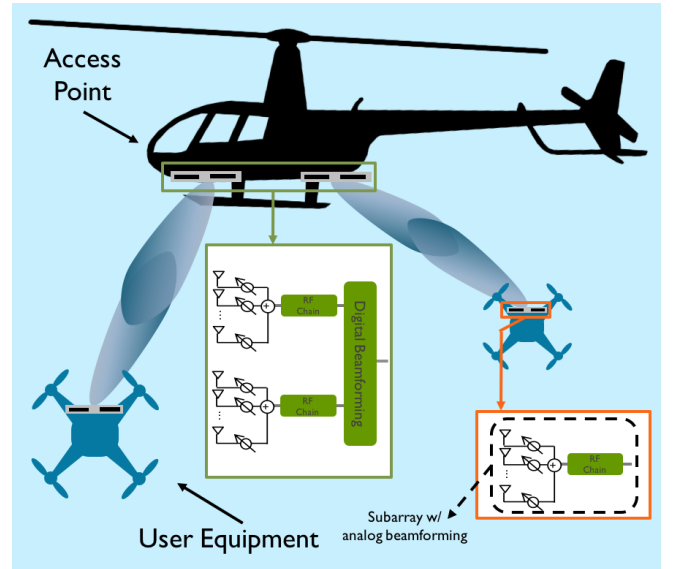 Access
Point
RF
Chain
RF
Chain
Digital Beamforming
RF
Chain
Subarray w/
analog beamforming
User Equipment